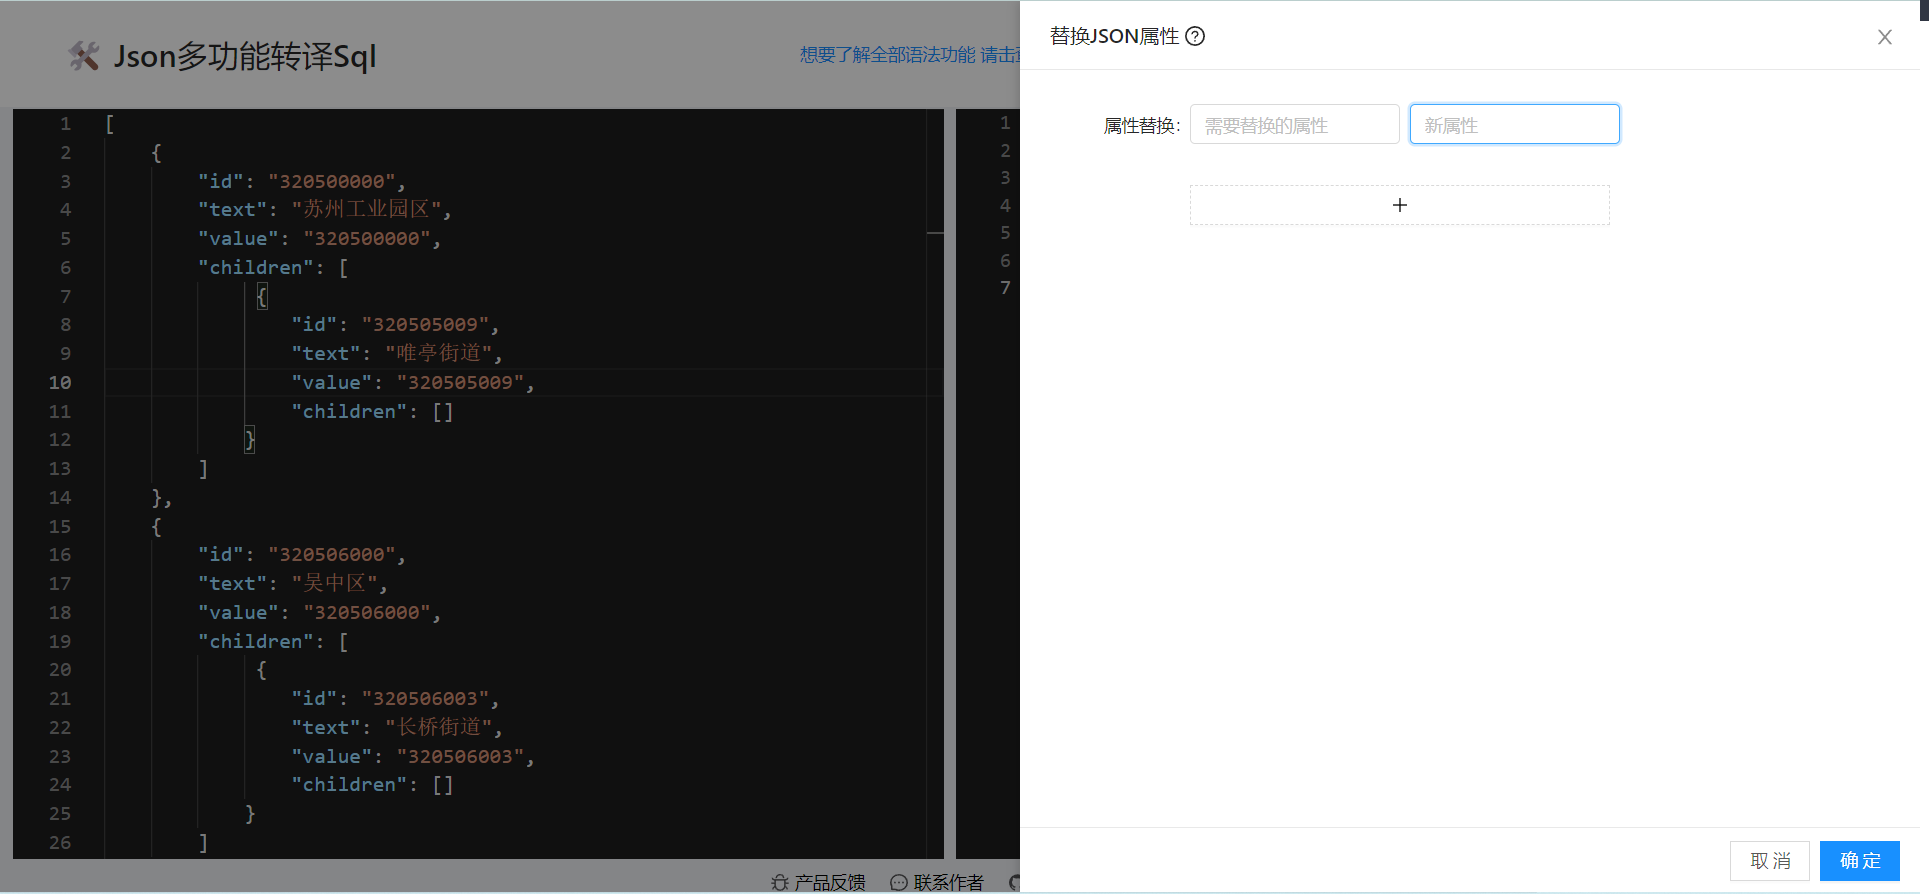 Json多功能转译Sql
想要了解全部语法功能 请击
1 [
2 {
3 "id": "320500000",
4 "text": "苏州工业园区",
5 "value": "320500000",
6 "children": [
7 {
8 "id": "320505009",
9 "text": "唯亭街道",
10 "value": "320505009",
11 "children": []
12 }
13 ]
14 },
15 {
16 "id": "320506000",
17 "text": "吴中区",
18 "value": "320506000",
19 "children": [
20 {
21 "id": "320506003",
22 "text": "长桥街道",
23 "value": "320506003",
24 "children": []
25 }
26 ]
1
2
3
4
5
6
7
产品反馈 联系作者
替换JSON属性
属性替换: 需要替换的属性 新属性
+
取 消 确 定